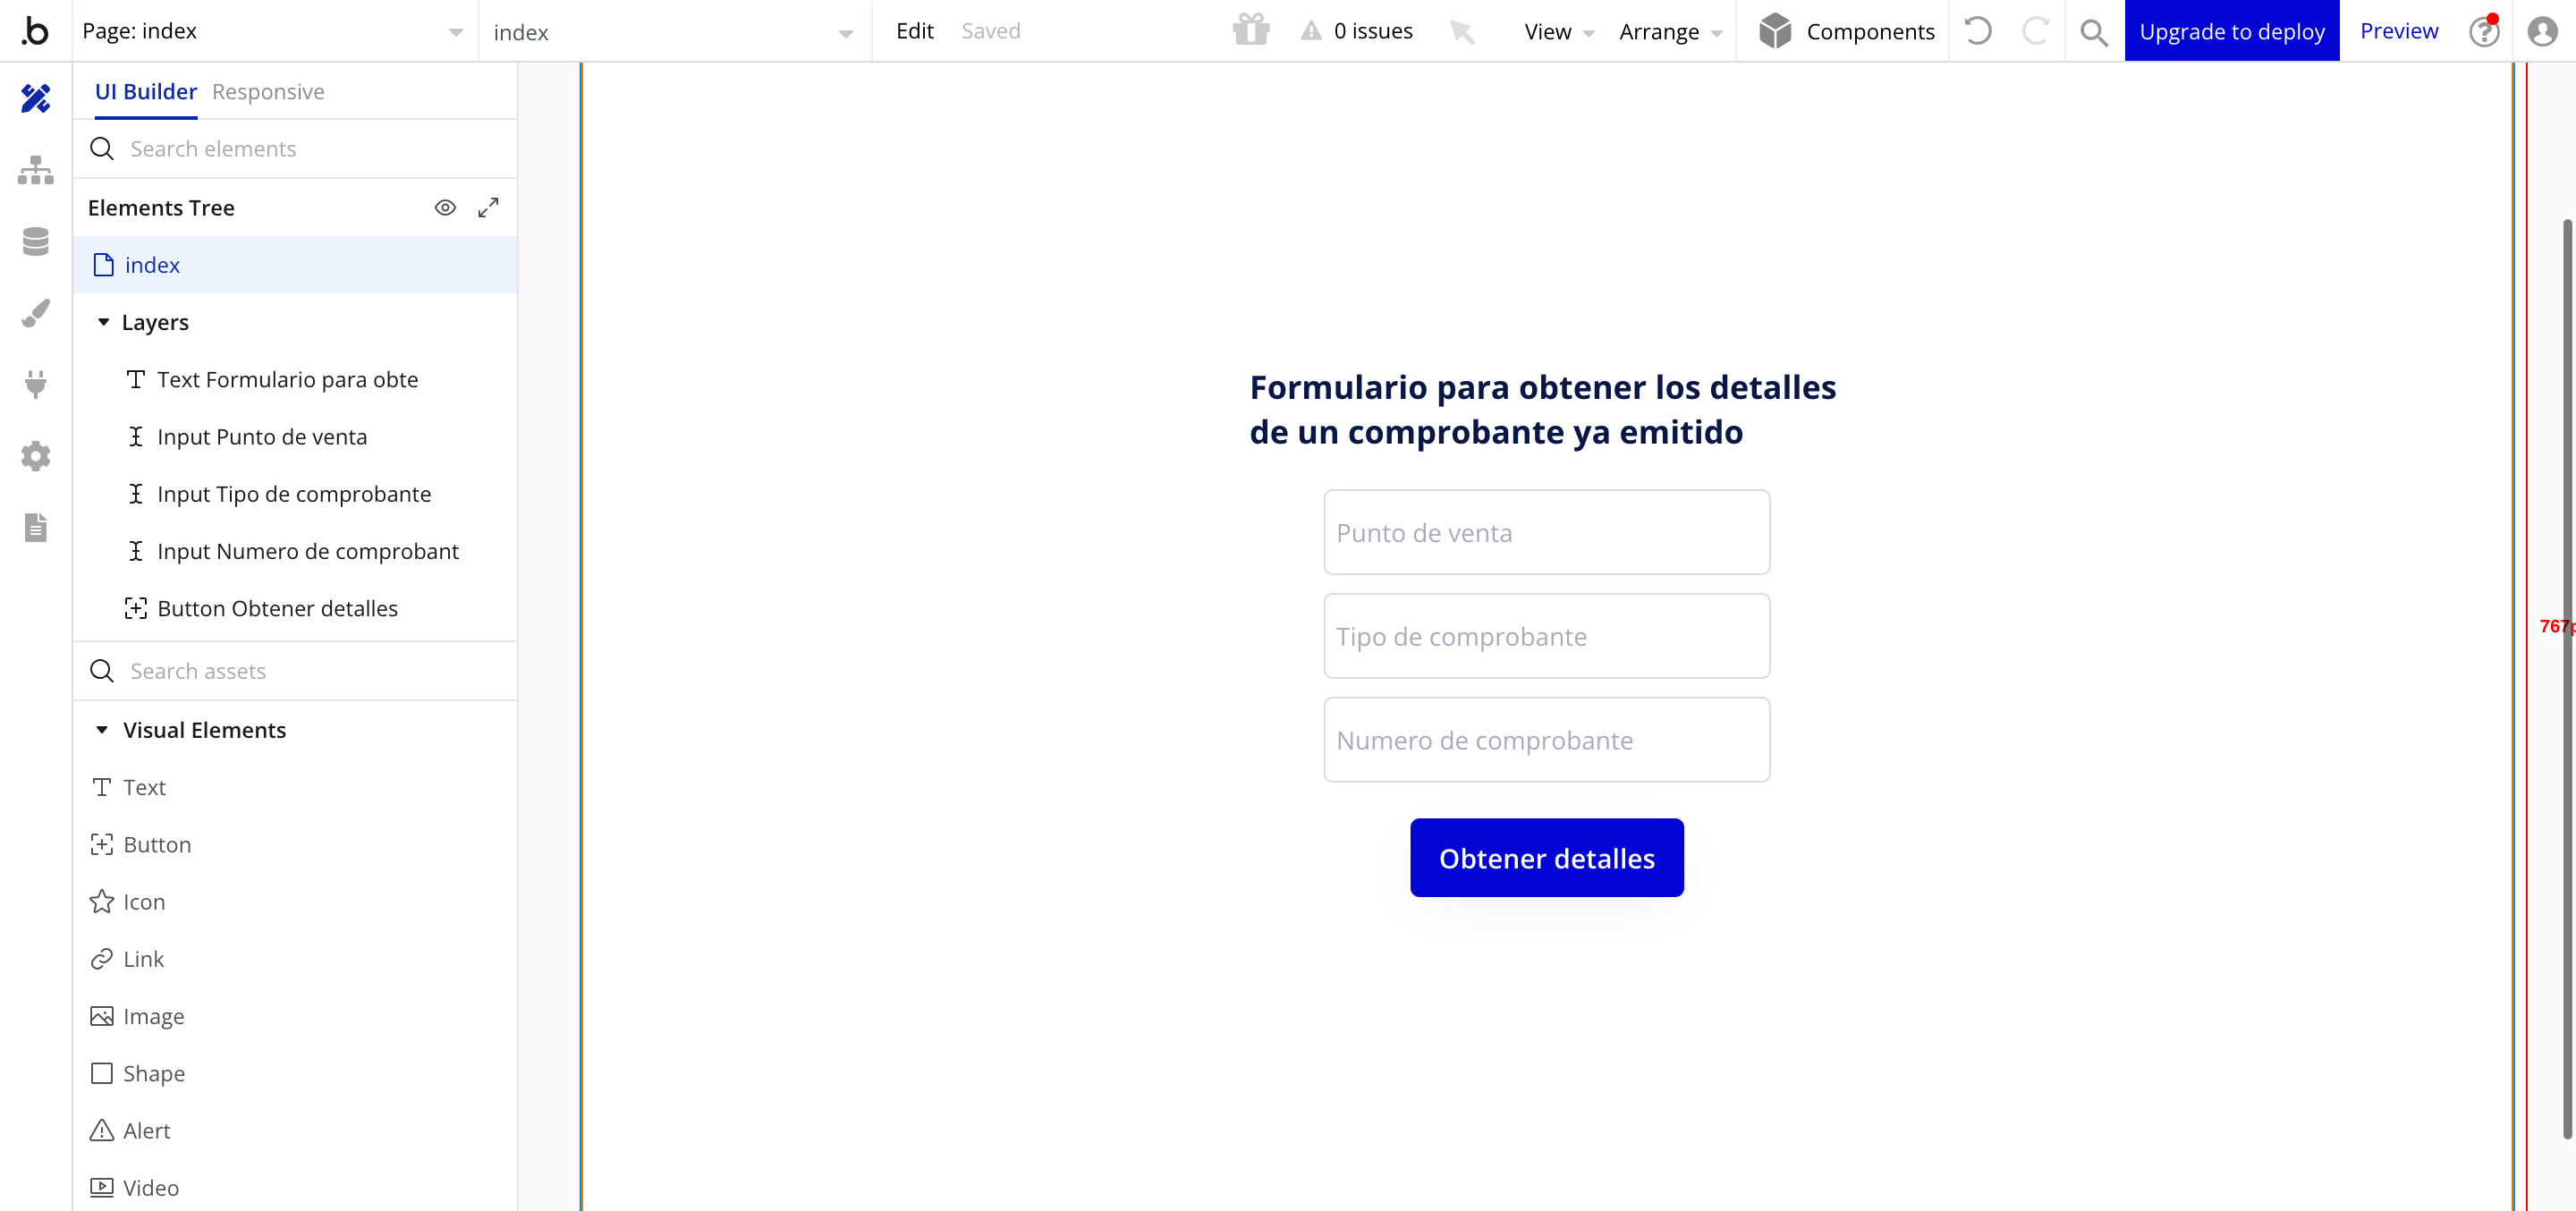 .b
Page: index
index
Edit
Saved
0 issues
View
Arrange
Components
Upgrade to deploy
Preview
?
UI Builder
Responsive
Search elements
Elements Tree
index
Layers
Text Formulario para obte
Input Punto de venta
Input Tipo de comprobante
Input Numero de comprobant
Button Obtener detalles
Search assets
Visual Elements
Text
Button
Icon
Link
Image
Shape
Alert
Video
Formulario para obtener los detalles
de un comprobante ya emitido
Punto de venta
Tipo de comprobante
Numero de comprobante
Obtener detalles
767p